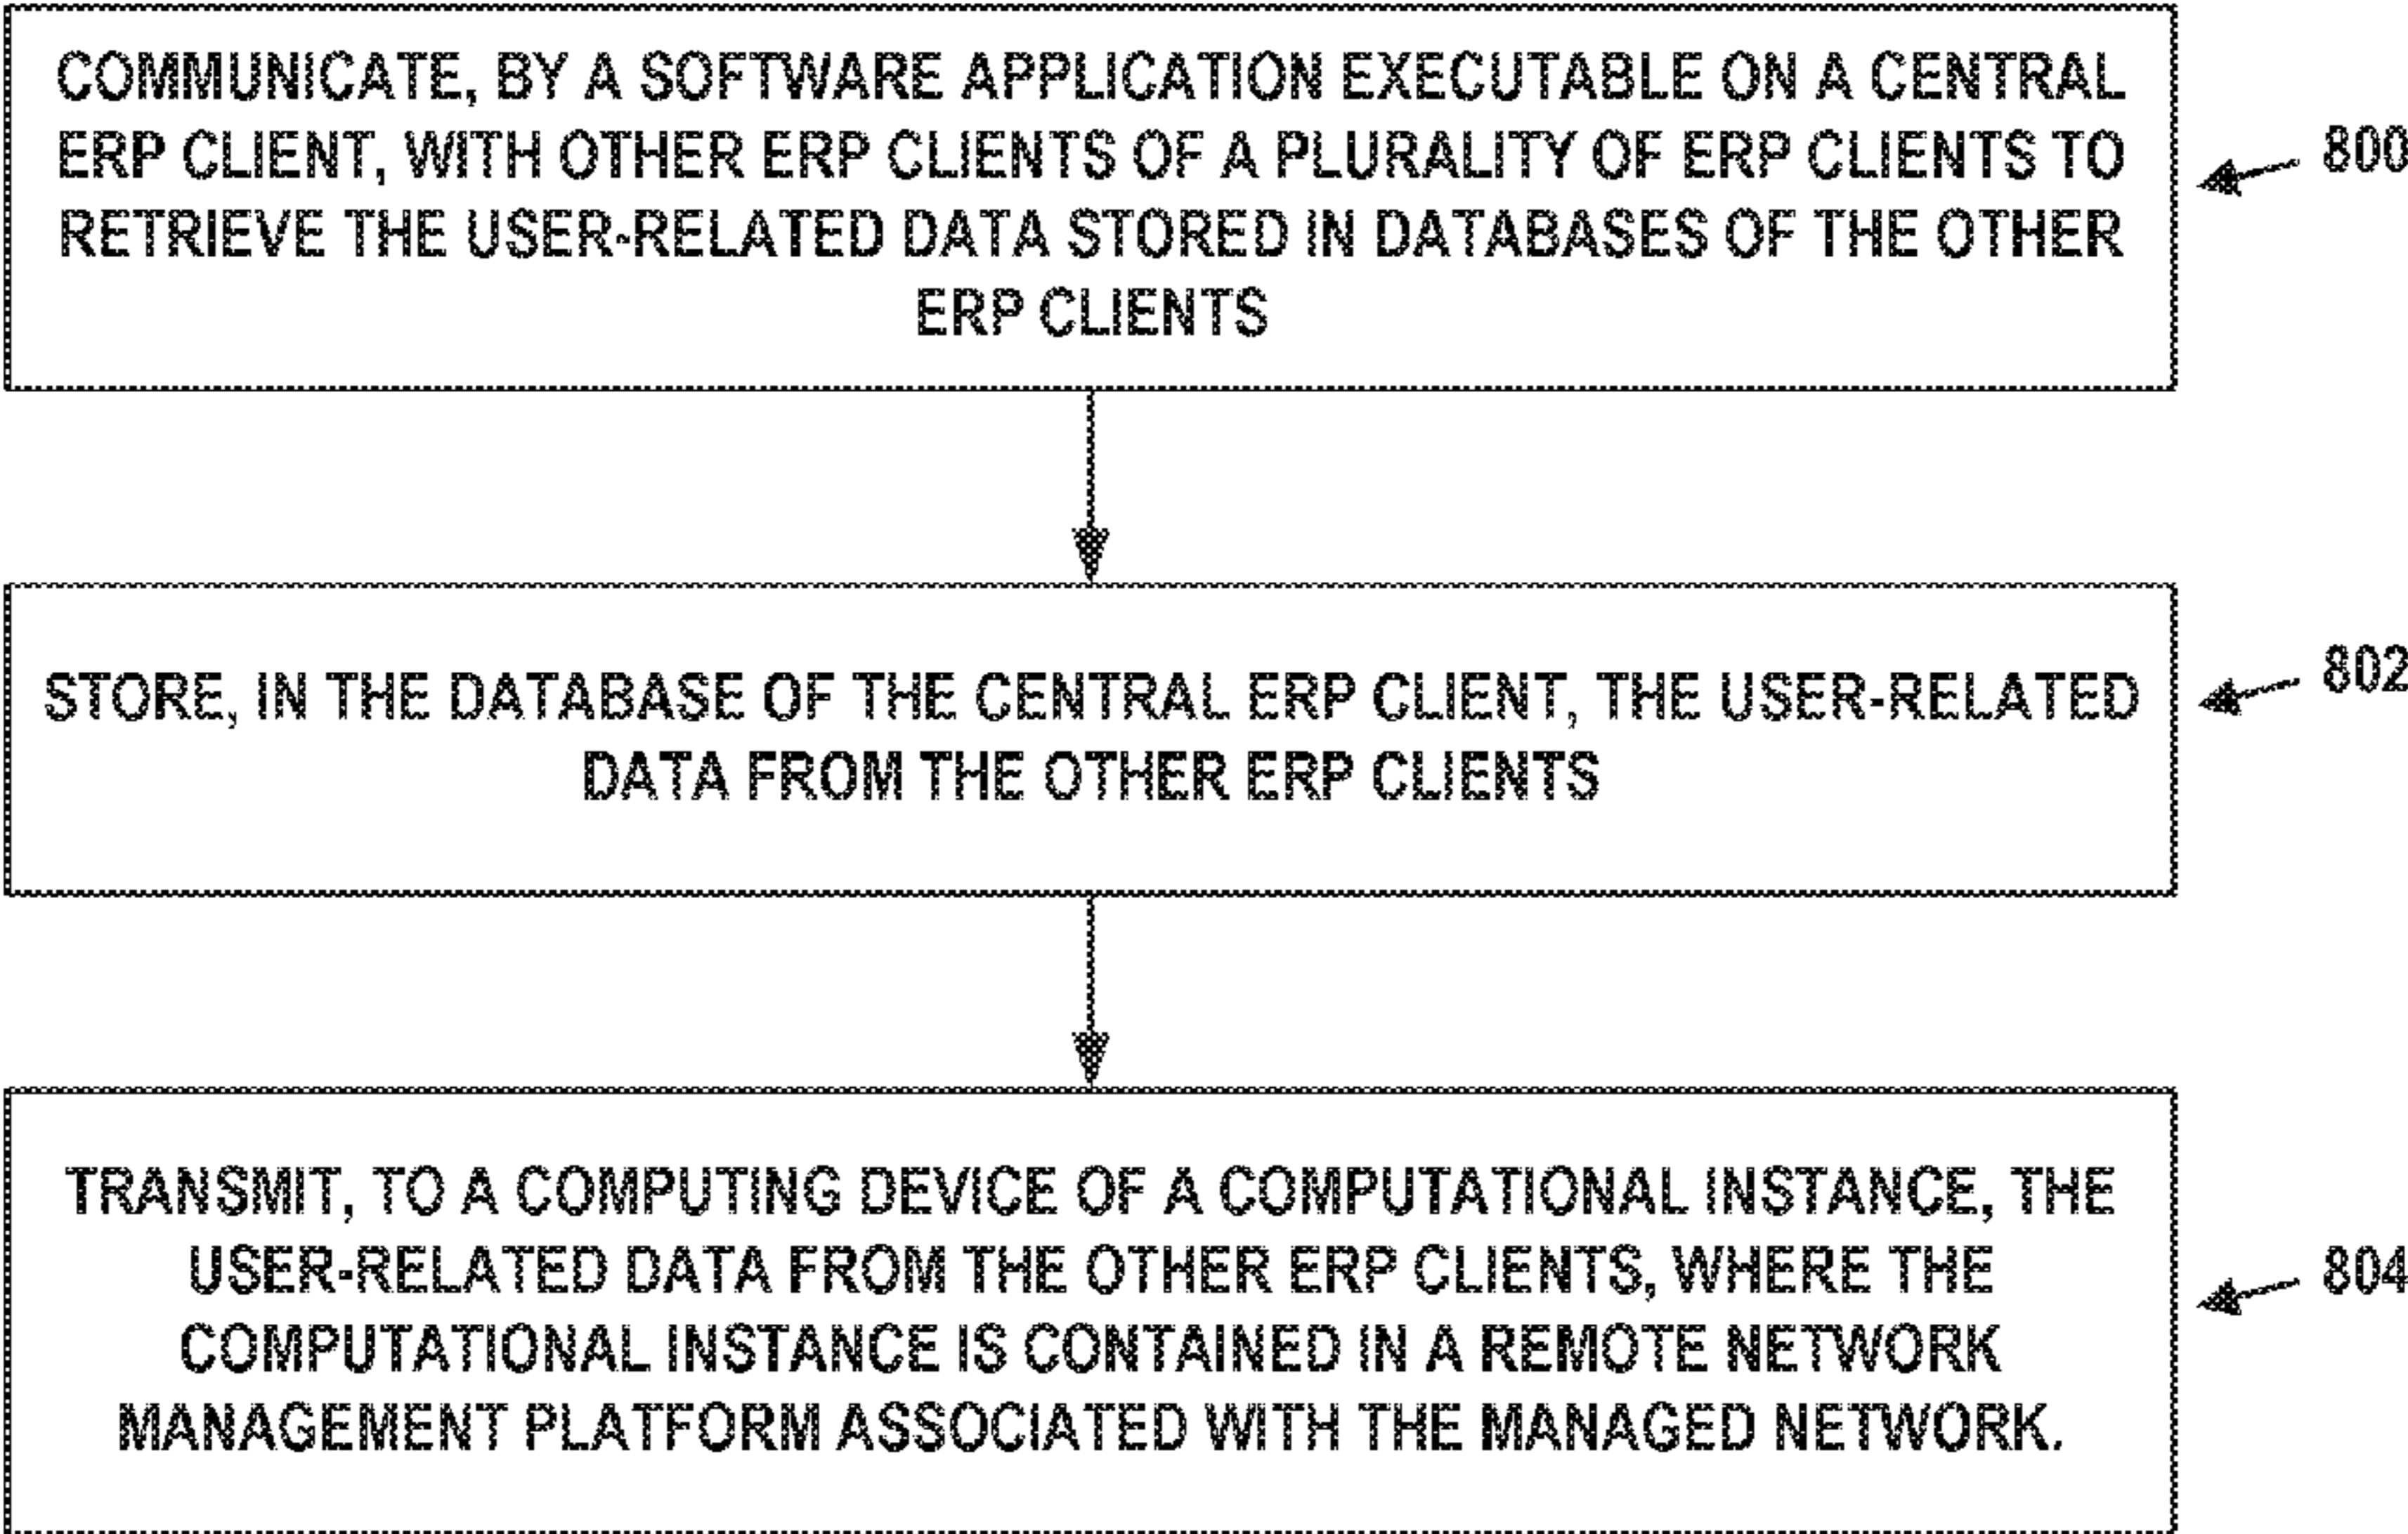 COMMUNICATE, BY A SOFTWARE APPLICATION EXECUTABLE ON A CENTRAL
ERP CLIENT, WITH OTHER ERP CLIENTS OF A PLURALITY OF ERP CLIENTS TO
RETRIEVE THE USER-RELATED DATA STORED IN DATABASES OF THE OTHER
ERP CLIENTS
800
STORE, IN THE DATABASE OF THE CENTRAL ERP CLIENT, THE USER-RELATED
DATA FROM THE OTHER ERP CLIENTS
802
TRANSMIT, TO A COMPUTING DEVICE OF A COMPUTATIONAL INSTANCE, THE
USER-RELATED DATA FROM THE OTHER ERP CLIENTS, WHERE THE
COMPUTATIONAL INSTANCE IS CONTAINED IN A REMOTE NETWORK
MANAGEMENT PLATFORM ASSOCIATED WITH THE MANAGED NETWORK.
804